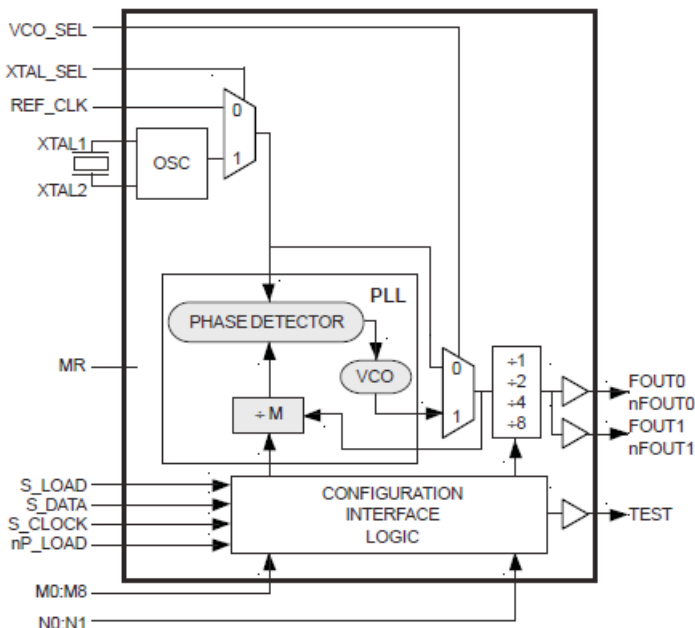 VCO_SEL
XTAL_SEL
REF_CLK
0
XTAL1
OSC
1
XTAL2
PLL
PHASE DETECTOR
MR
VCO
0
1
÷1
÷2
÷4
÷8
FOUT0
nFOUT0
FOUT1
nFOUT1
÷ M
S_LOAD
S_DATA
S_CLOCK
nP_LOAD
CONFIGURATION
INTERFACE
LOGIC
TEST
M0:M8
N0:N1